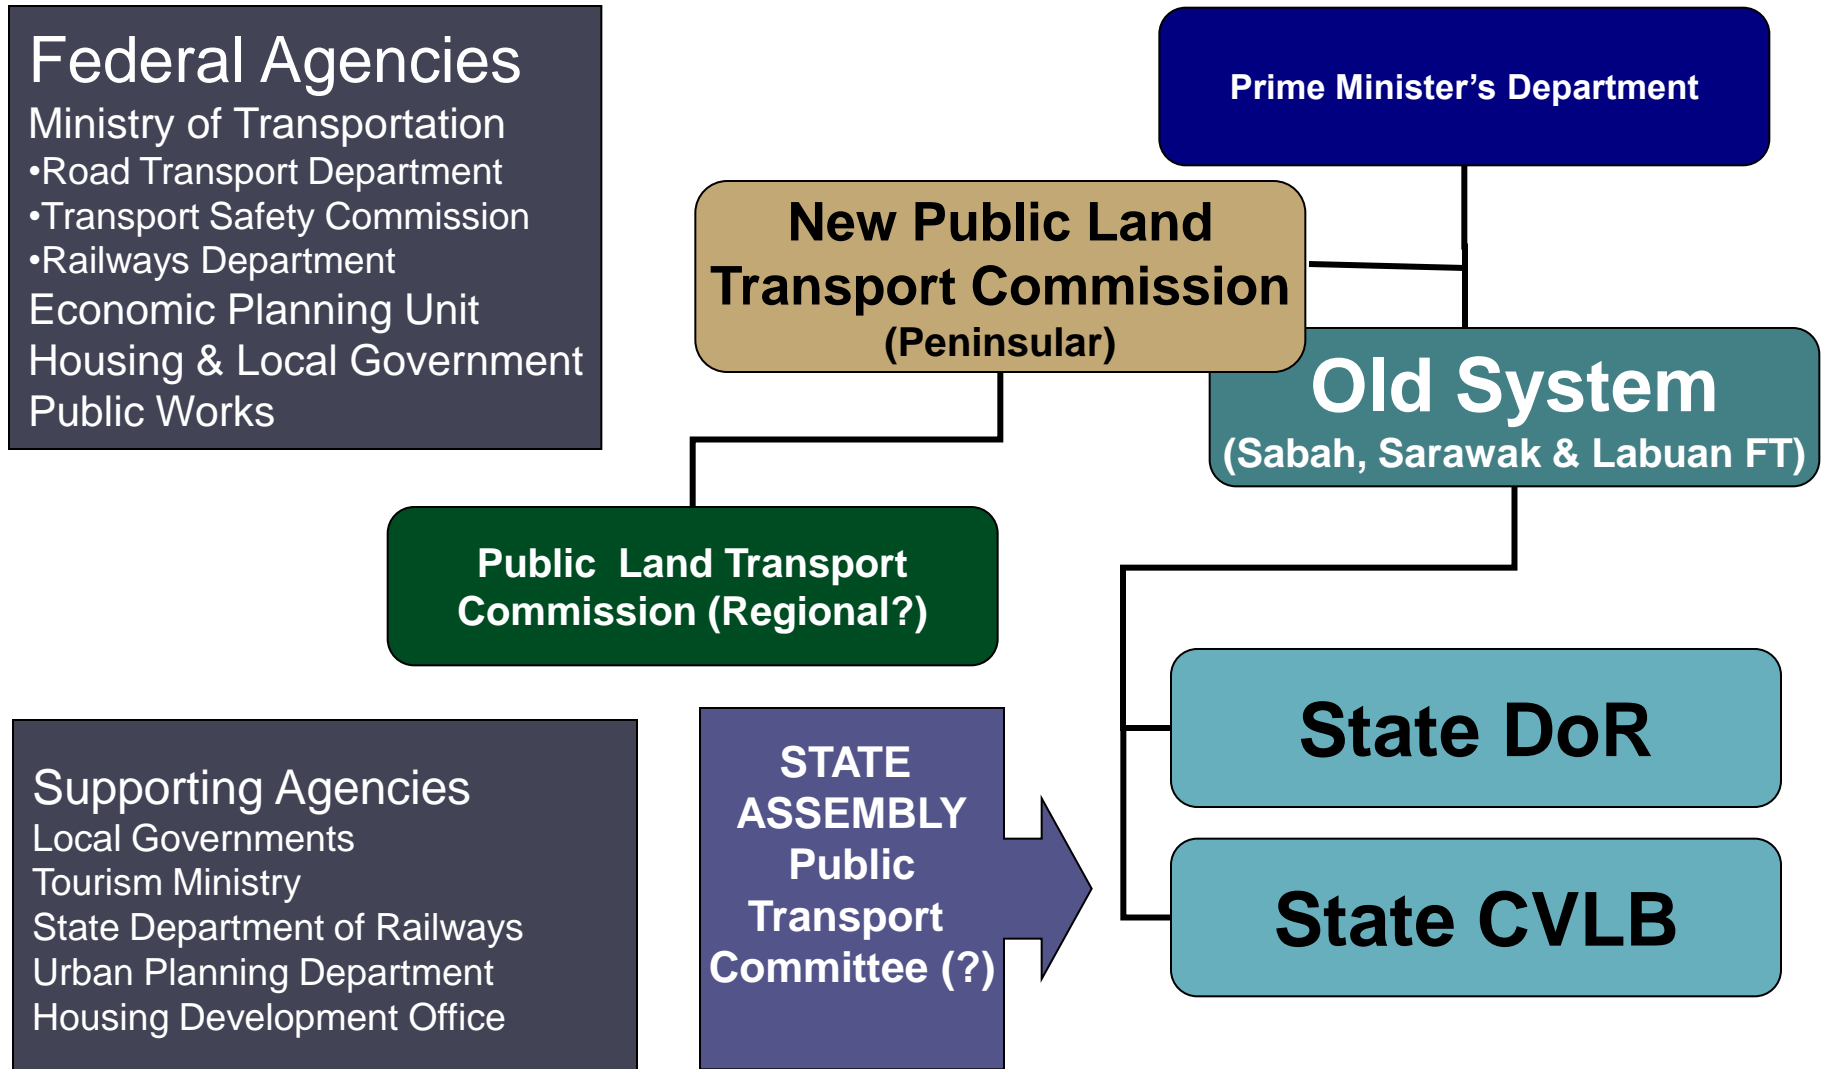 Federal Agencies
Ministry of Transportation
•Road Transport Department
•Transport Safety Commission
•Railways Department
Economic Planning Unit
Housing & Local Government
Public Works
Prime Minister’s Department
New Public Land
Transport Commission
(Peninsular)
Old System
(Sabah, Sarawak & Labuan FT)
Public Land Transport
Commission (Regional?)
State DoR
State CVLB
STATE
ASSEMBLY
Public
Transport
Committee (?)
Supporting Agencies
Local Governments
Tourism Ministry
State Department of Railways
Urban Planning Department
Housing Development Office